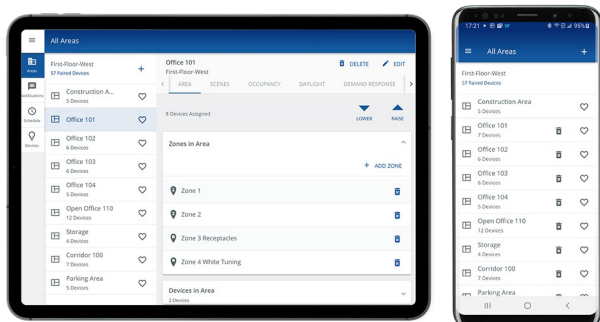 All Areas
Areas
Notifications
Schedule
Devices
First-Floor-West
57 Paired Devices
+
Construction A...
5 Devices
Office 101
Office 102
6 Devices
Office 103
6 Devices
Office 104
5 Devices
Open Office 110
12 Devices
Storage
4 Devices
Corridor 100
7 Devices
Parking Area
5 Devices
Office 101
First-Floor-West
DELETE
EDIT
AREA SCENES OCCUPANCY DAYLIGHT DEMAND RESPONSE
8 Devices Assigned
LOWER RAISE
Zones in Area
+ ADD ZONE
Zone 1
Zone 2
Zone 3 Receptacles
Zone 4 White Tuning
Devices in Area
2 Devices
17:21
95%
All Areas +
First-Floor-West
57 Paired Devices
Construction Area
5 Devices
Office 101
7 Devices
Office 102
6 Devices
Office 103
6 Devices
Office 104
5 Devices
Open Office 110
12 Devices
Storage
4 Devices
Corridor 100
7 Devices
Parking Area
5 Devices